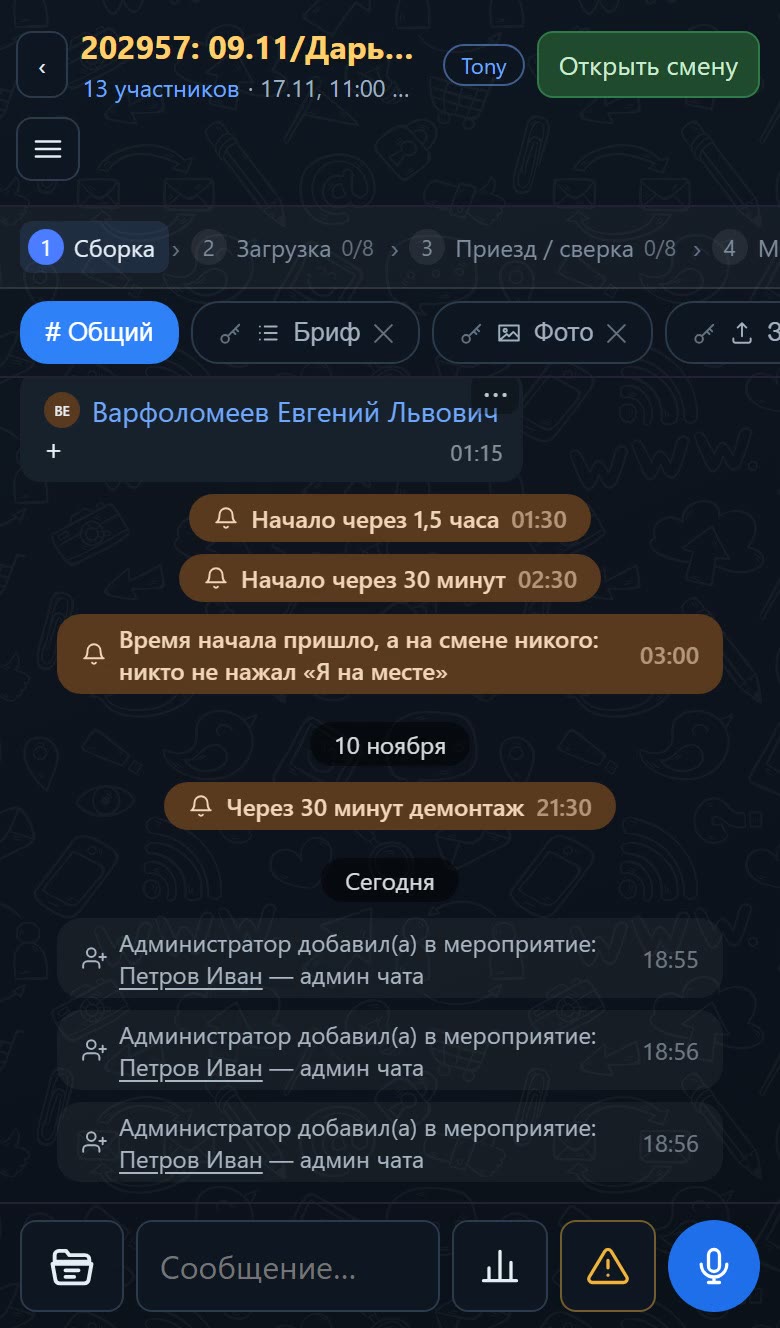 ‹ 202957: 09.11/Дарь...
13 участников · 17.11, 11:00 ...
Tony
Открыть смену
1 Сборка › 2 Загрузка 0/8 › 3 Приезд / сверка 0/8 › 4 М
# Общий Бриф Фото З
ВЕ Варфоломеев Евгений Львович ...
+ 01:15
Начало через 1,5 часа 01:30
Начало через 30 минут 02:30
Время начала пришло, а на смене никого:
никто не нажал «Я на месте» 03:00
10 ноября
Через 30 минут демонтаж 21:30
Сегодня
Администратор добавил(а) в мероприятие:
Петров Иван — админ чата 18:55
Администратор добавил(а) в мероприятие:
Петров Иван — админ чата 18:56
Администратор добавил(а) в мероприятие:
Петров Иван — админ чата 18:56
Сообщение...